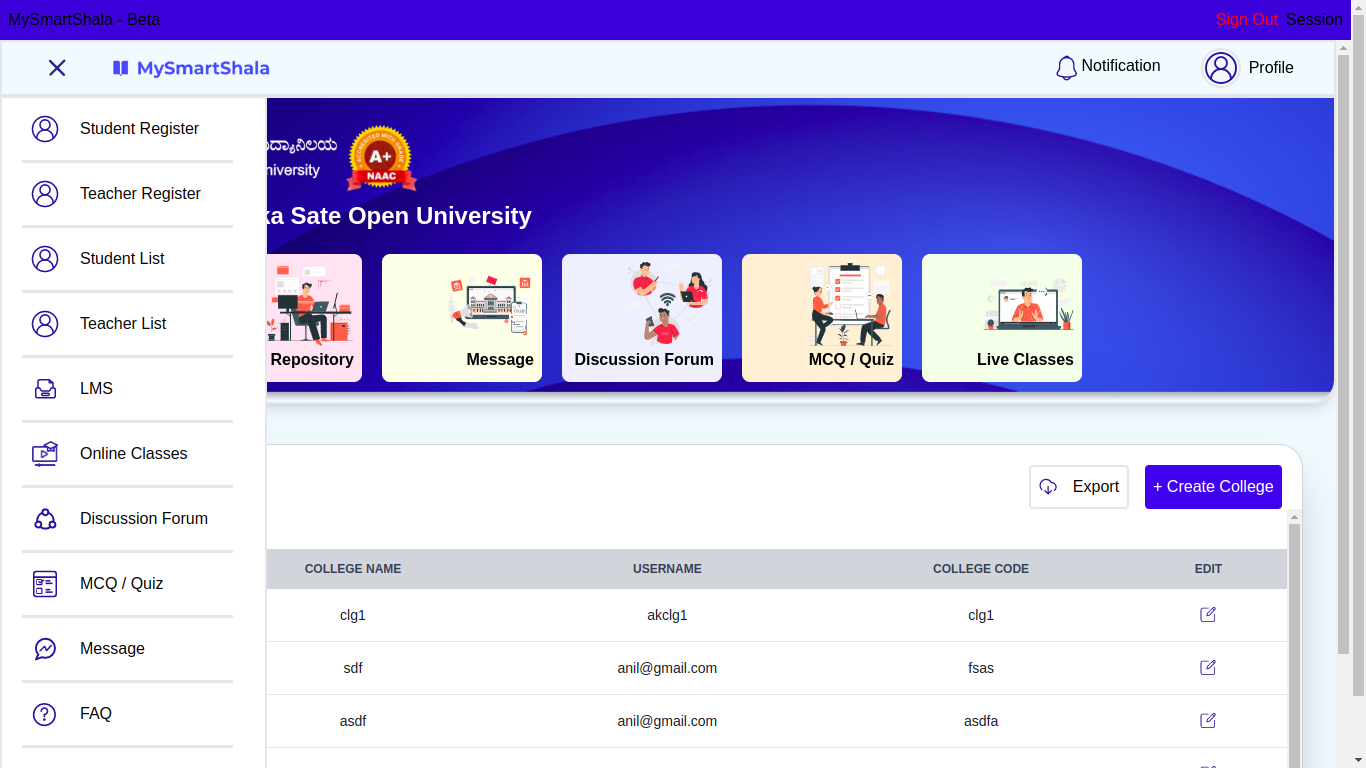 MySmartShala - Beta
Sign Out Session
MySmartShala
Notification
Profile
Student Register
Teacher Register
Student List
Teacher List
LMS
Online Classes
Discussion Forum
MCQ / Quiz
Message
FAQ
ACCREDITED WITH GRADE
A+
NAAC
Sate Open University
Repository
Message
Discussion Forum
MCQ / Quiz
Live Classes
Export
+ Create College
COLLEGE NAME USERNAME COLLEGE CODE EDIT
clg1 akclg1 clg1
sdf anil@gmail.com fsas
asdf anil@gmail.com asdfa